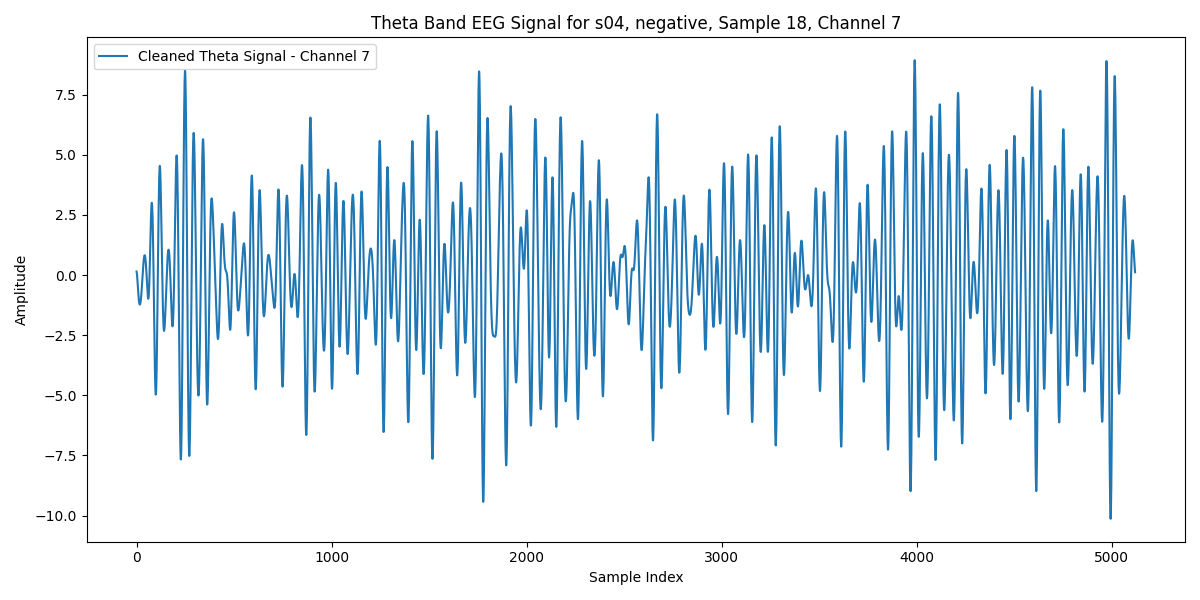 Theta Band EEG Signal for s04, negative, Sample 18, Channel 7
Cleaned Theta Signal - Channel 7
Amplitude
7.5
5.0
2.5
0.0
−2.5
−5.0
−7.5
−10.0
0 1000 2000 3000 4000 5000
Sample Index